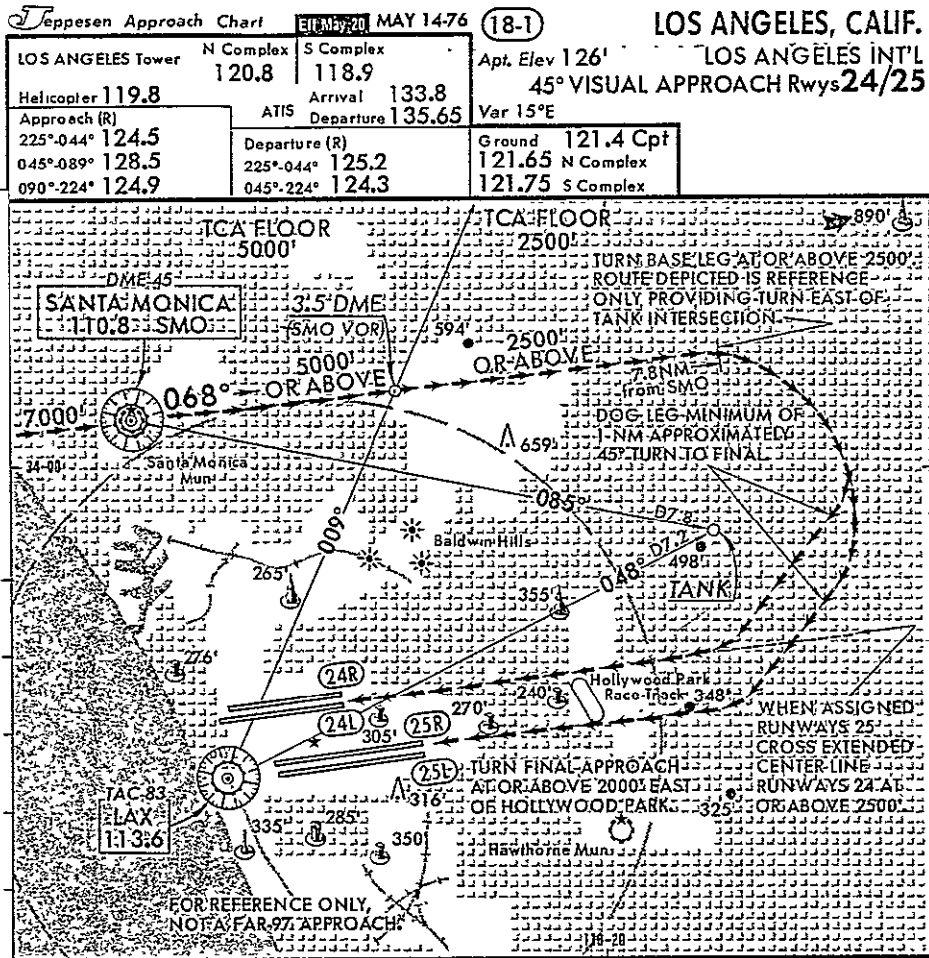 Jeppesen Approach Chart Eff May 20 MAY 14-76 18-1 LOS ANGELES, CALIF.
LOS ANGELES Tower N Complex 120.8 S Complex 118.9
Apt. Elev 126' LOS ANGELES INT'L
45° VISUAL APPROACH Rwys 24/25
Helicopter 119.8
ATIS Arrival 133.8
Departure 135.65
Var 15°E
Approach (R)
225°-044° 124.5
045°-089° 128.5
090°-224° 124.9
Departure (R)
225°-044° 125.2
045°-224° 124.3
Ground 121.4 Cpt
121.65 N Complex
121.75 S Complex
TCA FLOOR
5000'
TCA FLOOR
2500'
890'
TURN BASE LEG AT OR ABOVE 2500'.
ROUTE DEPICTED IS REFERENCE
ONLY PROVIDING TURN EAST OF
TANK INTERSECTION
DME-45
SANTA MONICA
110.8 SMO
3.5 DME
(SMO VOR)
594'
7000'
068°
5000'
OR ABOVE
2500'
OR ABOVE
7.8 NM
from SMO
DOG LEG MINIMUM OF
1 NM APPROXIMATELY
45° TURN TO FINAL
659'
34-00
Santa Monica
Mun
085°
D7.8
009°
Baldwin Hills
D7.2
498'
048°
TANK
265'
355'
276'
24R
Hollywood Park
Race Track
348'
240'
270'
24L
305'
25R
WHEN ASSIGNED
RUNWAYS 25
CROSS EXTENDED
CENTER LINE
RUNWAYS 24 AT
OR ABOVE 2500'.
25L
TURN FINAL APPROACH
AT OR ABOVE 2000' EAST
OF HOLLYWOOD PARK.
TAC-83
LAX
113.6
316'
325'
335'
285'
350'
Hawthorne Mun
FOR REFERENCE ONLY,
NOT A FAR 97 APPROACH.
118-20